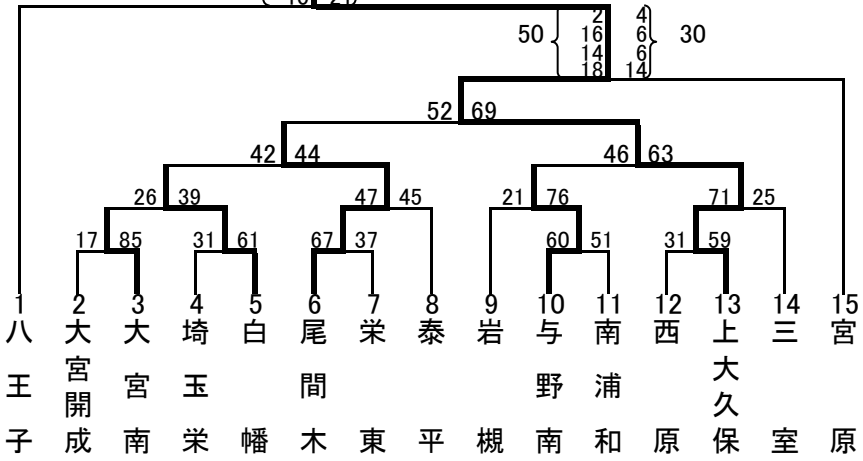 50 2 4 30
16 6
14 6
18 14
52 69
42 44 46 63
26 39 47 45 21 76 71 25
17 85 31 61 67 37 60 51 31 59
1 2 3 4 5 6 7 8 9 10 11 12 13 14 15
八王子
大宮開成
大宮南
埼玉栄
白幡
尾間木
栄東
泰平
岩槻
与野南
南浦和
西原
上大久保
三室
宮原